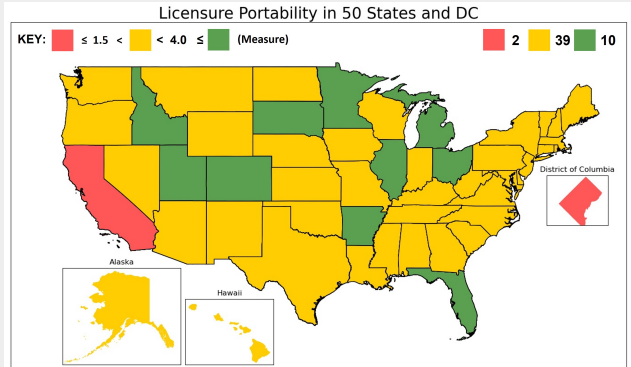 Licensure Portability in 50 States and DC
KEY: ≤ 1.5 < < 4.0 ≤ (Measure) 2 39 10
District of Columbia
Alaska
Hawaii